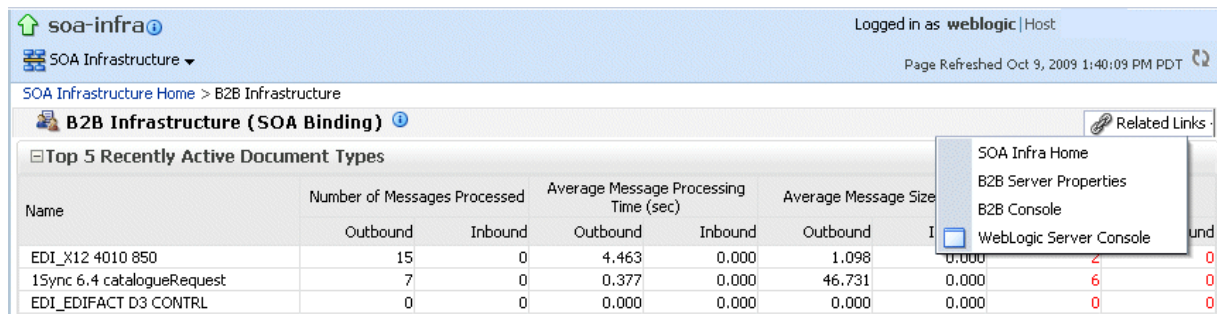 soa-infra
Logged in as weblogic|Host
SOA Infrastructure
Page Refreshed Oct 9, 2009 1:40:09 PM PDT
SOA Infrastructure Home > B2B Infrastructure
B2B Infrastructure (SOA Binding)
Related Links
SOA Infra Home
B2B Server Properties
B2B Console
WebLogic Server Console
Top 5 Recently Active Document Types
Name Number of Messages Processed Average Message Processing Time (sec) Average Message Size
Outbound Inbound Outbound Inbound Outbound
EDI_X12 4010 850 15 0 4.463 0.000 1.098 0.000 2 0
1Sync 6.4 catalogueRequest 7 0 0.377 0.000 46.731 0.000 6 0
EDI_EDIFACT D3 CONTRL 0 0 0.000 0.000 0.000 0.000 0 0